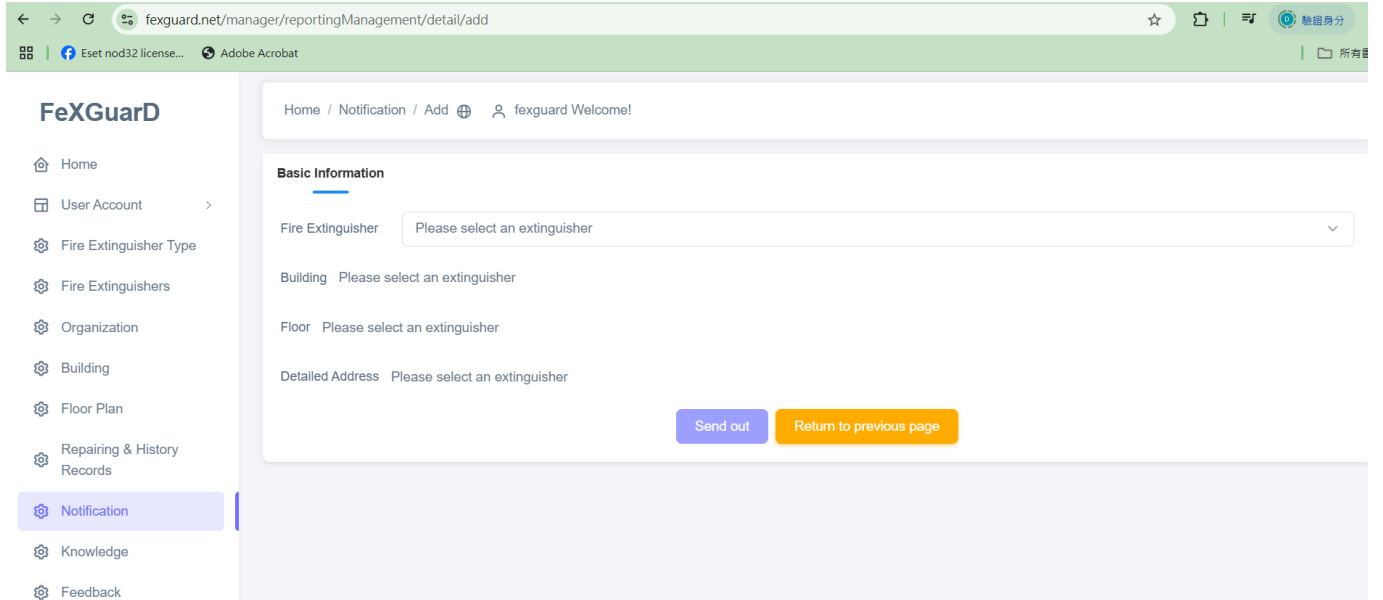 fexguard.net/manager/reportingManagement/detail/add
驗證身分
Eset nod32 license... Adobe Acrobat
所有書
FeXGuarD
Home / Notification / Add fexguard Welcome!
Home
User Account
Fire Extinguisher Type
Fire Extinguishers
Organization
Building
Floor Plan
Repairing & History
Records
Notification
Knowledge
Feedback
Basic Information
Fire Extinguisher Please select an extinguisher
Building Please select an extinguisher
Floor Please select an extinguisher
Detailed Address Please select an extinguisher
Send out Return to previous page